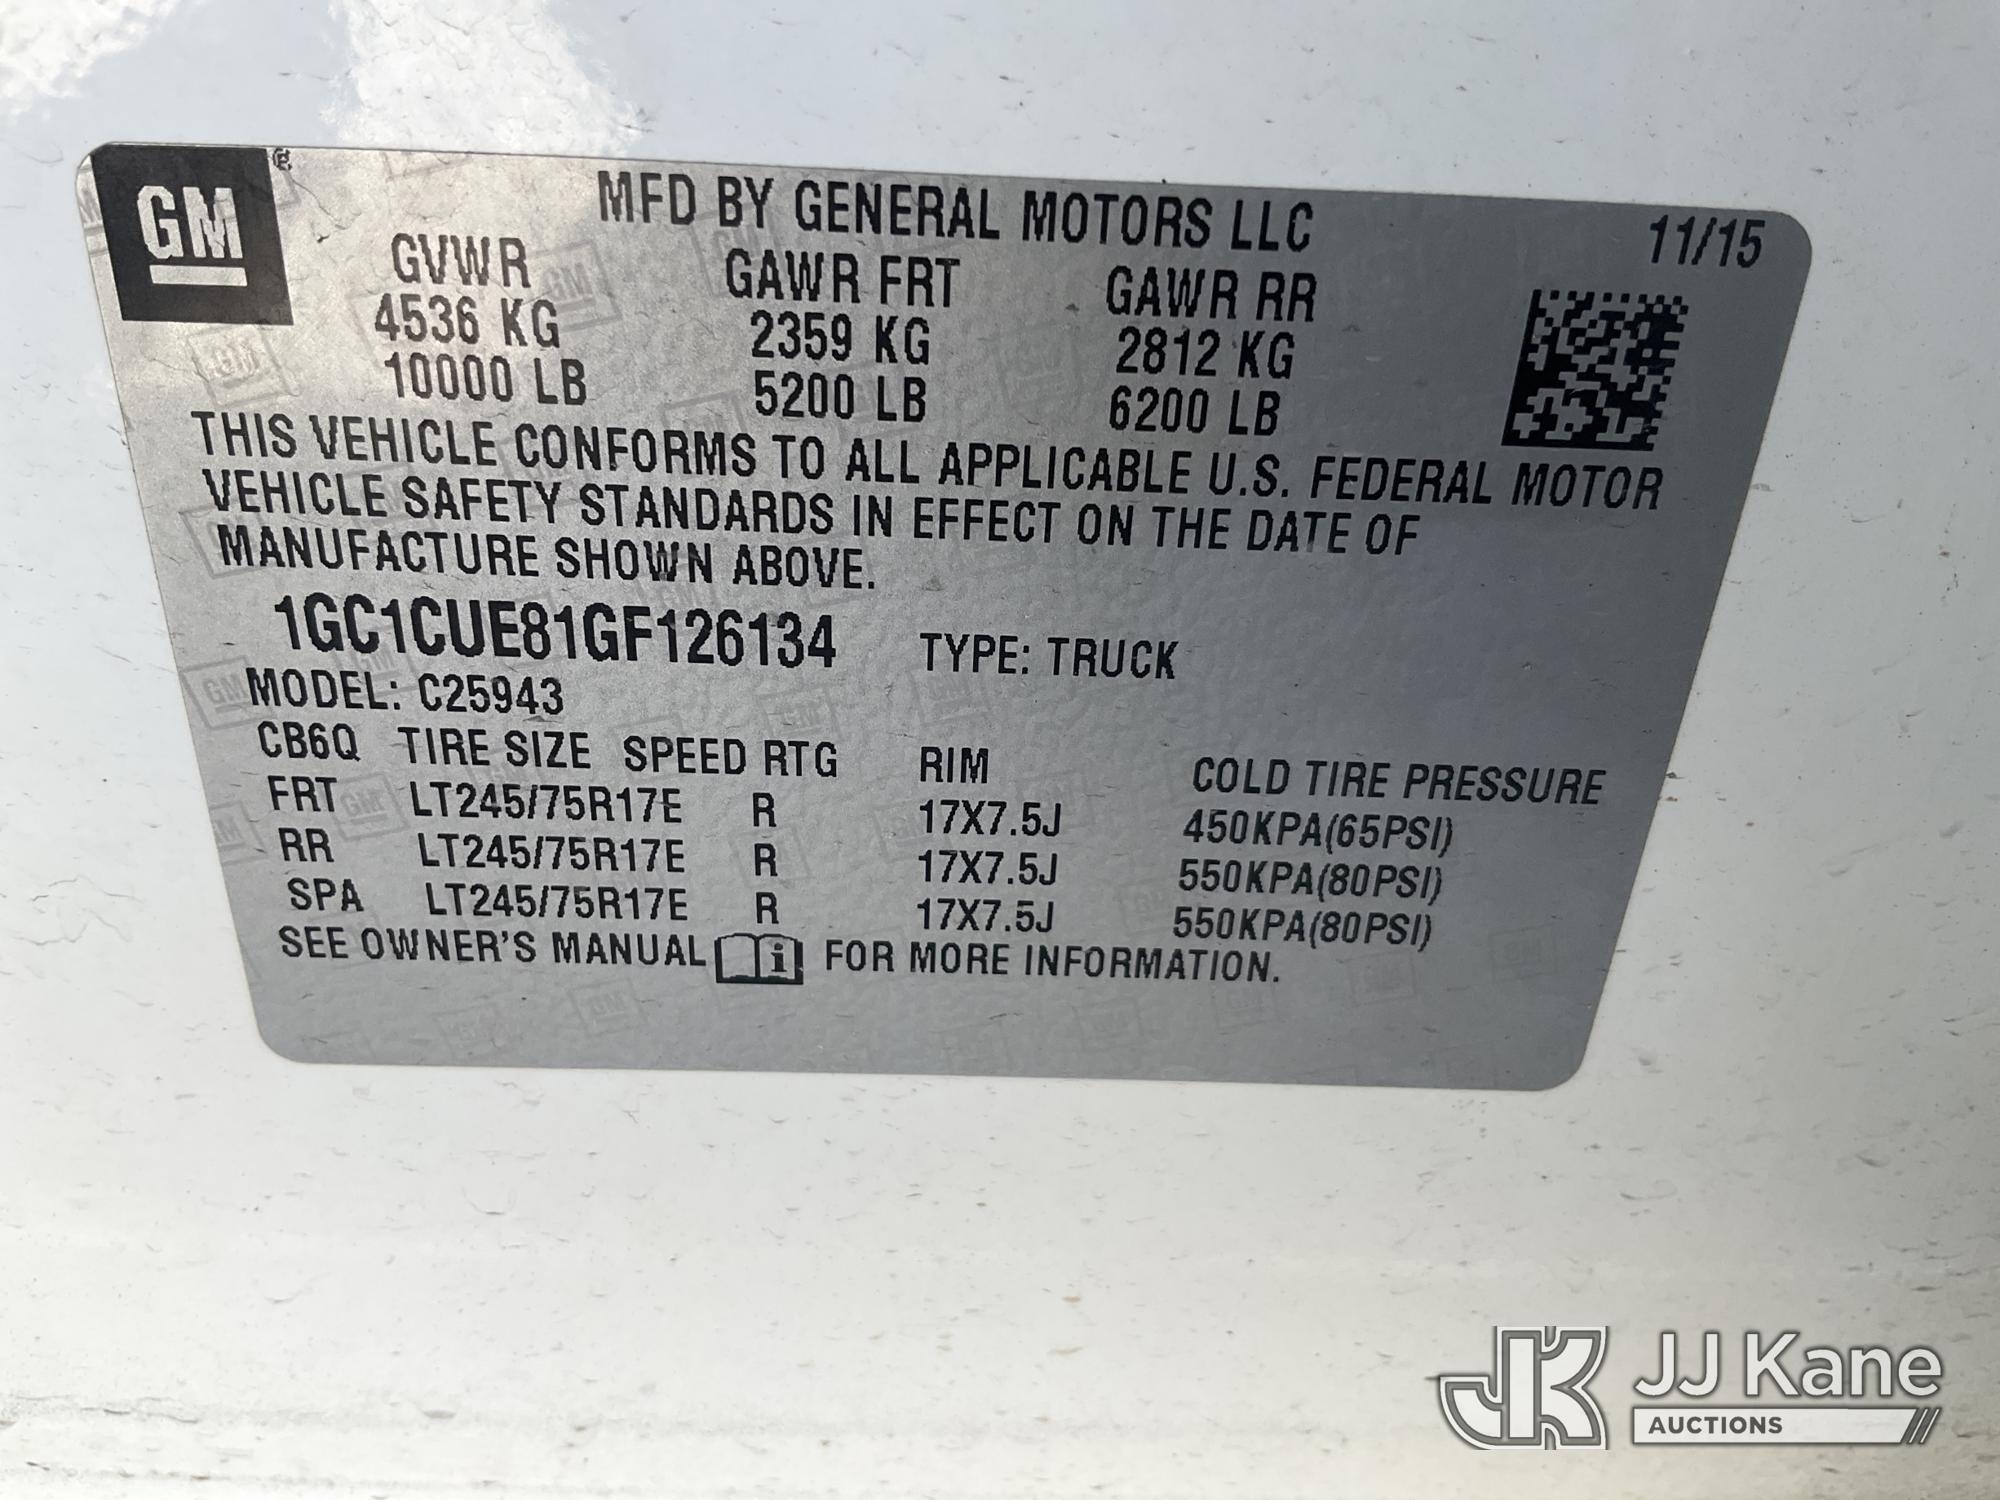 GM
MFD BY GENERAL MOTORS LLC 11/15
GVWR GAWR FRT GAWR RR
4536 KG 2359 KG 2812 KG
10000 LB 5200 LB 6200 LB
THIS VEHICLE CONFORMS TO ALL APPLICABLE U.S. FEDERAL MOTOR
VEHICLE SAFETY STANDARDS IN EFFECT ON THE DATE OF
MANUFACTURE SHOWN ABOVE.
1GC1CUE81GF126134 TYPE: TRUCK
MODEL: C25943
CB6Q TIRE SIZE SPEED RTG RIM COLD TIRE PRESSURE
FRT LT245/75R17E R 17X7.5J 450KPA(65PSI)
RR LT245/75R17E R 17X7.5J 550KPA(80PSI)
SPA LT245/75R17E R 17X7.5J 550KPA(80PSI)
SEE OWNER'S MANUAL i FOR MORE INFORMATION.
JK JJ Kane
AUCTIONS